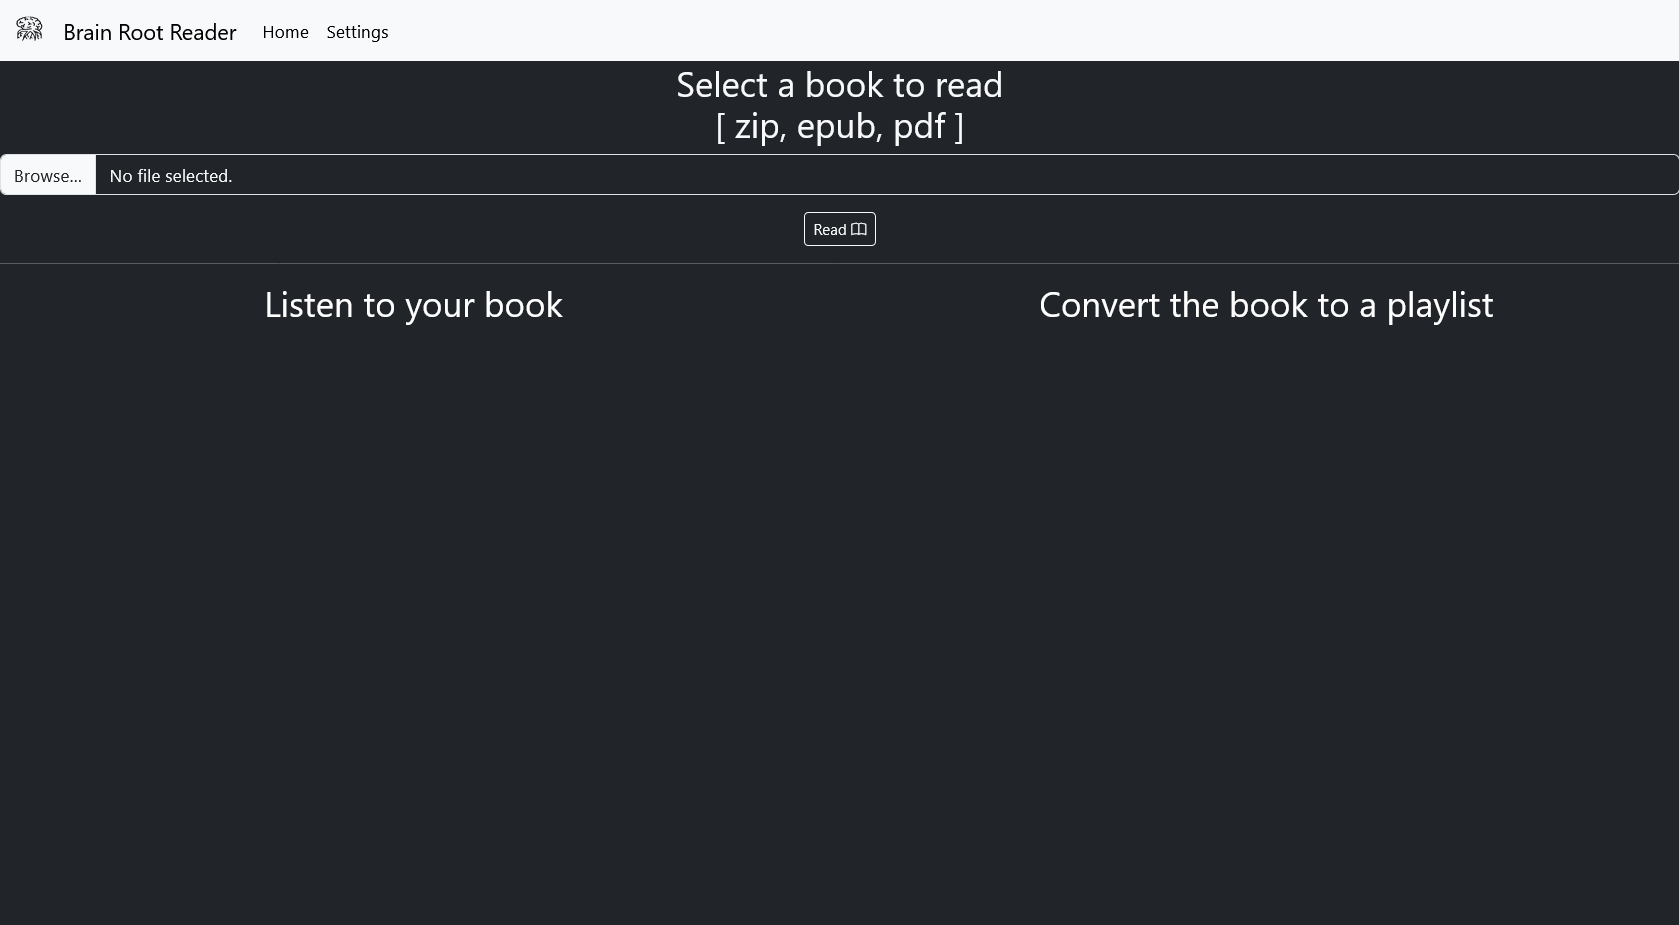 Brain Root Reader Home Settings
Select a book to read
[ zip, epub, pdf ]
Browse... No file selected.
Read
Listen to your book
Convert the book to a playlist